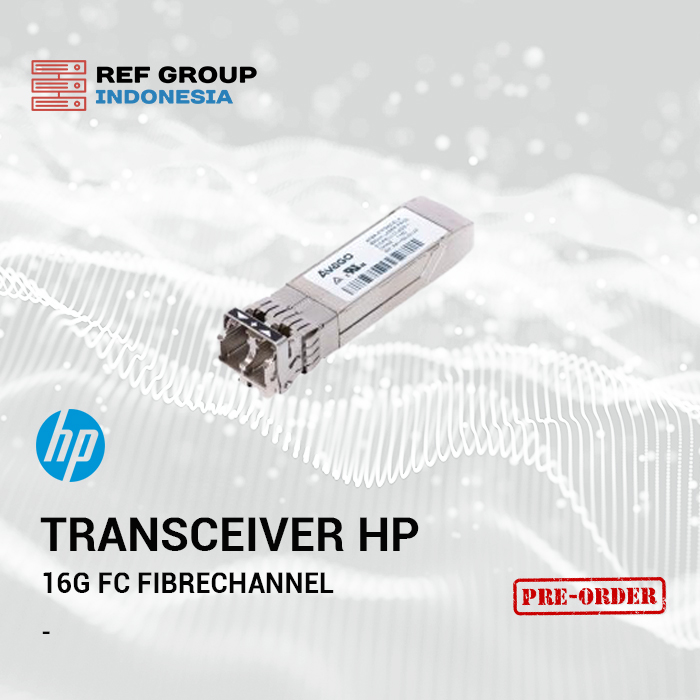 REF GROUP
INDONESIA
AVAGO
hp
TRANSCEIVER HP
16G FC FIBRECHANNEL
PRE-ORDER
-